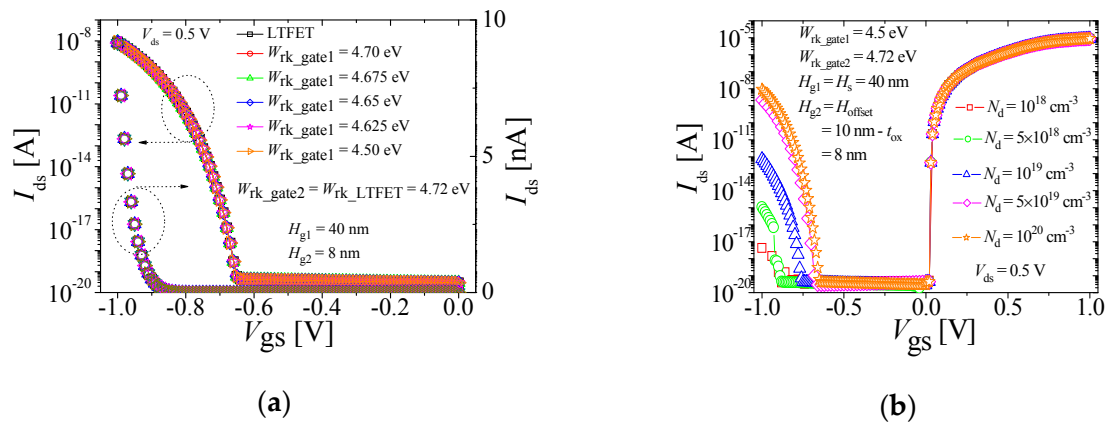 V_ds = 0.5 V
LTFET
W_rk_gate1 = 4.70 eV
W_rk_gate1 = 4.675 eV
W_rk_gate1 = 4.65 eV
W_rk_gate1 = 4.625 eV
W_rk_gate1 = 4.50 eV
W_rk_gate2 = W_rk_LTFET = 4.72 eV
H_g1 = 40 nm
H_g2 = 8 nm
10^-8
10^-11
10^-14
10^-17
10^-20
I_ds [A]
10
5
0
I_ds [nA]
-1.0 -0.8 -0.6 -0.4 -0.2 0.0
V_gs [V]
(a)
W_rk_gate1 = 4.5 eV
W_rk_gate2 = 4.72 eV
H_g1 = H_s = 40 nm
H_g2 = H_offset
= 10 nm - t_ox
= 8 nm
N_d = 10^18 cm^-3
N_d = 5×10^18 cm^-3
N_d = 10^19 cm^-3
N_d = 5×10^19 cm^-3
N_d = 10^20 cm^-3
V_ds = 0.5 V
10^-5
10^-8
10^-11
10^-14
10^-17
10^-20
I_ds [A]
-1.0 -0.5 0.0 0.5 1.0
V_gs [V]
(b)